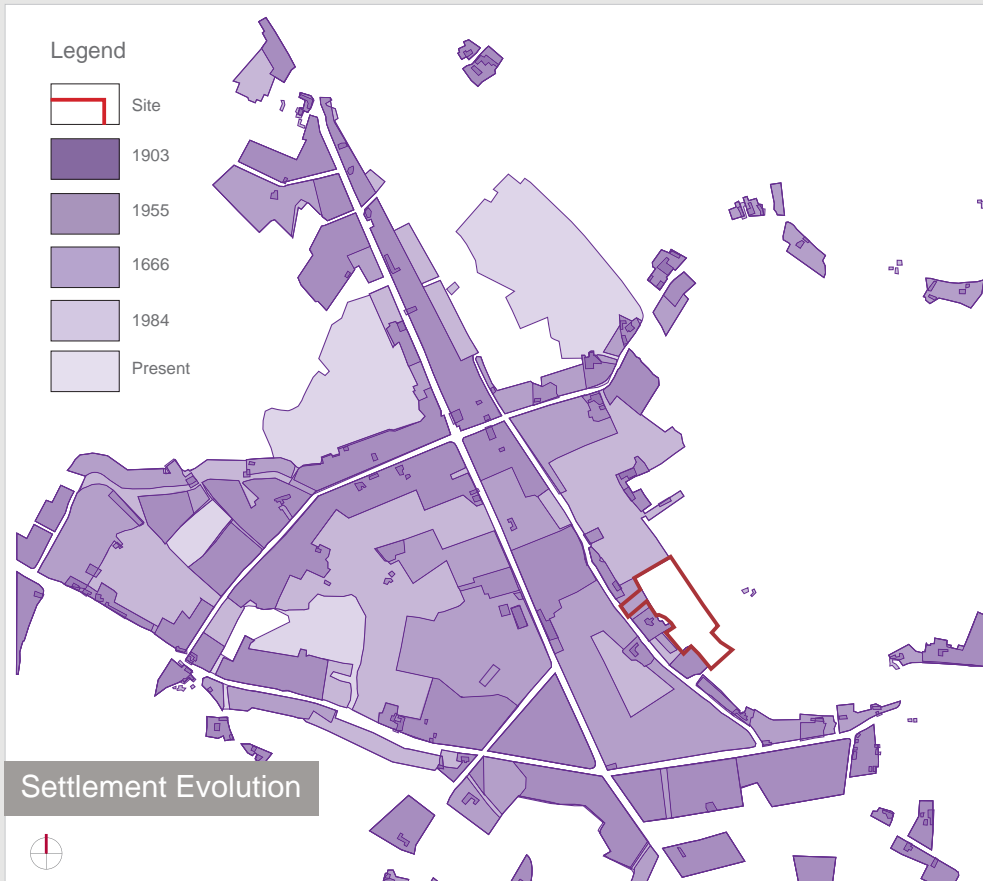 Legend
Site
1903
1955
1666
1984
Present
Settlement Evolution